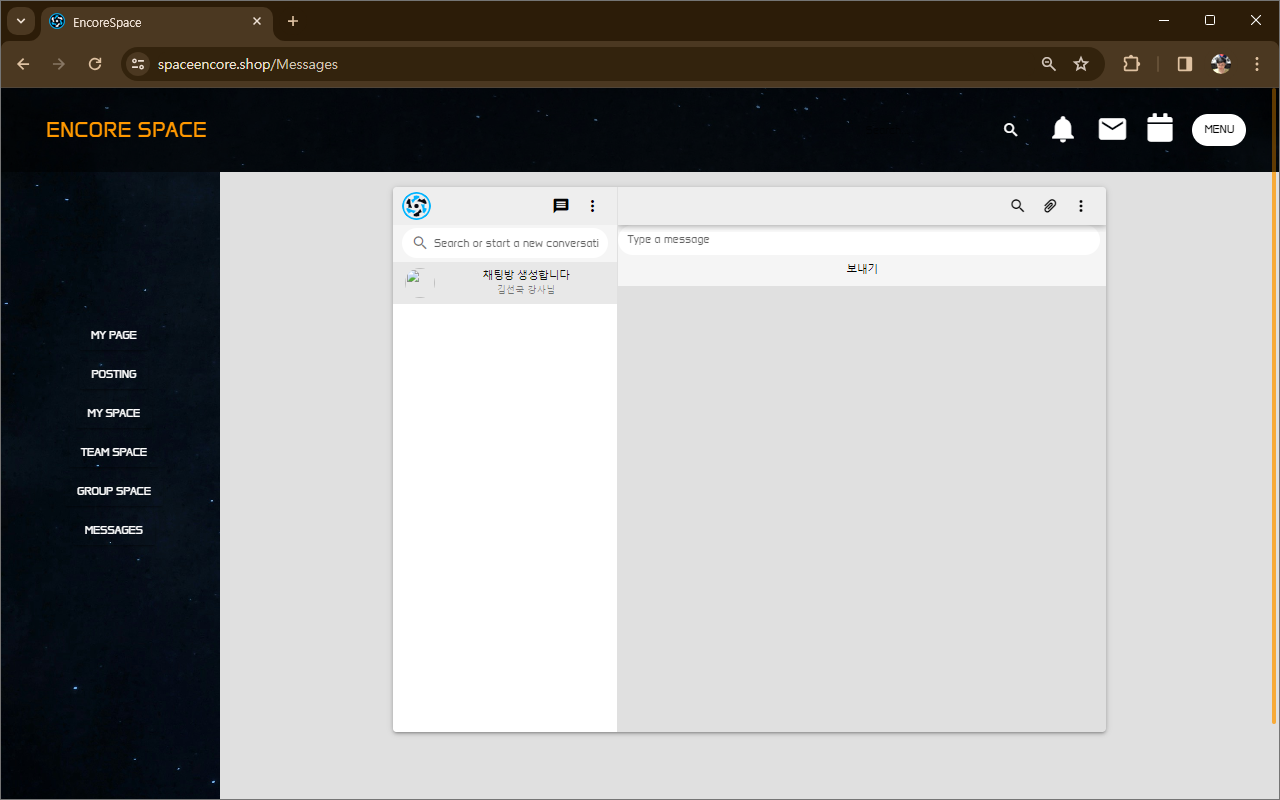 EncoreSpace
spaceencore.shop/Messages
ENCORE SPACE
MENU
MY PAGE
POSTING
MY SPACE
TEAM SPACE
GROUP SPACE
MESSAGES
Search or start a new conversati
채팅방 생성합니다
김선국 강사님
Type a message
보내기